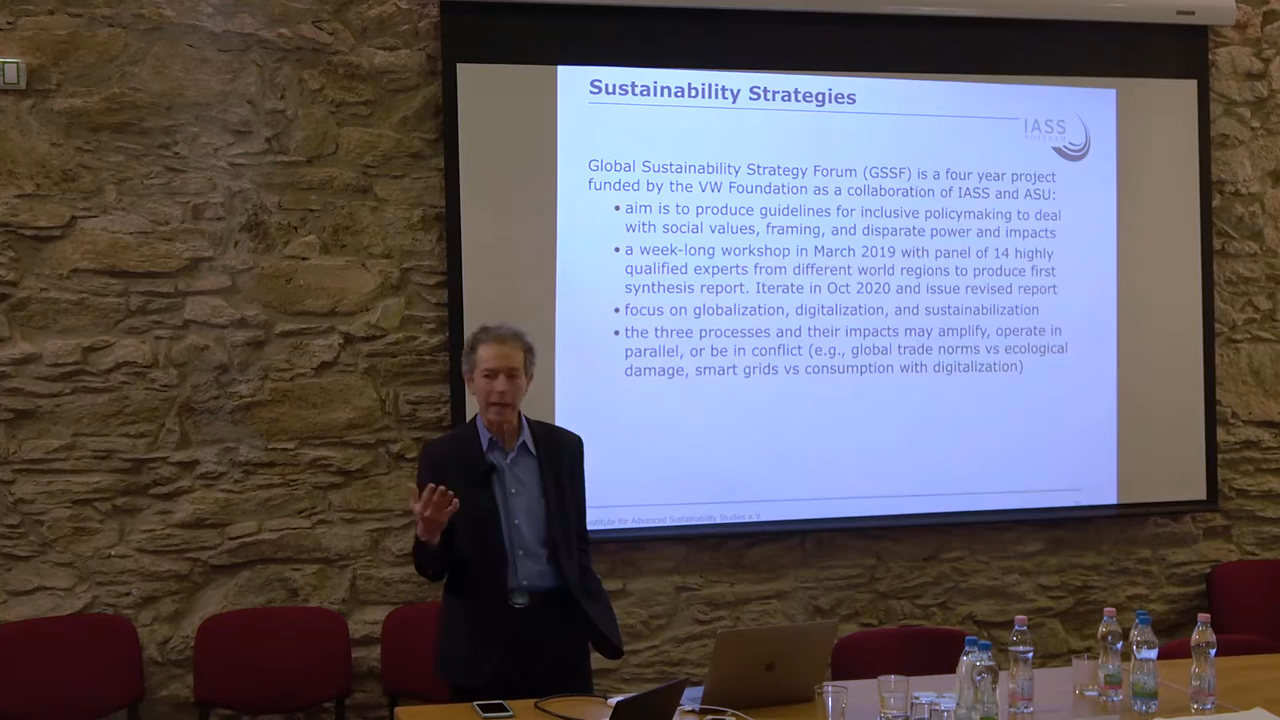 Sustainability Strategies
IASS
POTSDAM
Global Sustainability Strategy Forum (GSSF) is a four year project
funded by the VW Foundation as a collaboration of IASS and ASU:
• aim is to produce guidelines for inclusive policymaking to deal
with social values, framing, and disparate power and impacts
• a week-long workshop in March 2019 with panel of 14 highly
qualified experts from different world regions to produce first
synthesis report. Iterate in Oct 2020 and issue revised report
• focus on globalization, digitalization, and sustainabilization
• the three processes and their impacts may amplify, operate in
parallel, or be in conflict (e.g., global trade norms vs ecological
damage, smart grids vs consumption with digitalization)
for Advanced Sustainability Studies e.V.